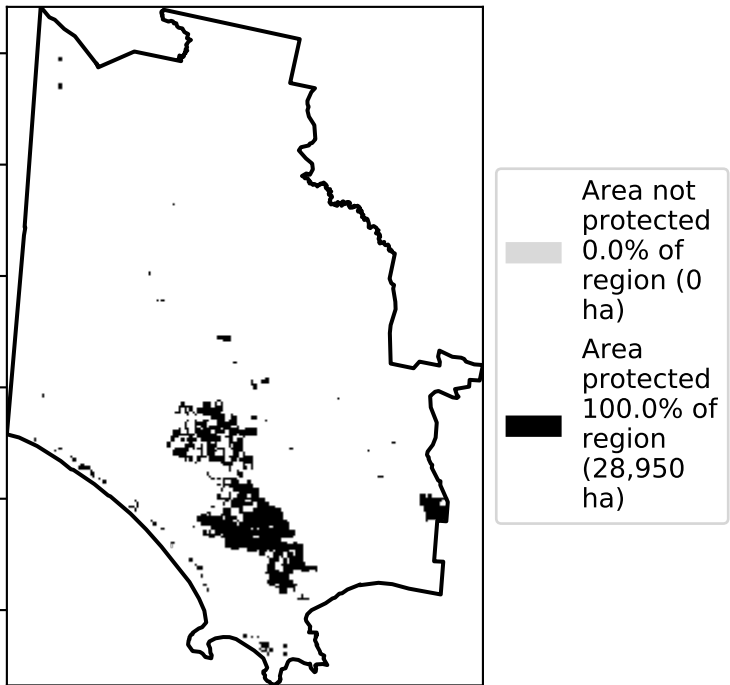 Area not
protected
0.0% of
region (0
ha)
Area
protected
100.0% of
region
(28,950
ha)